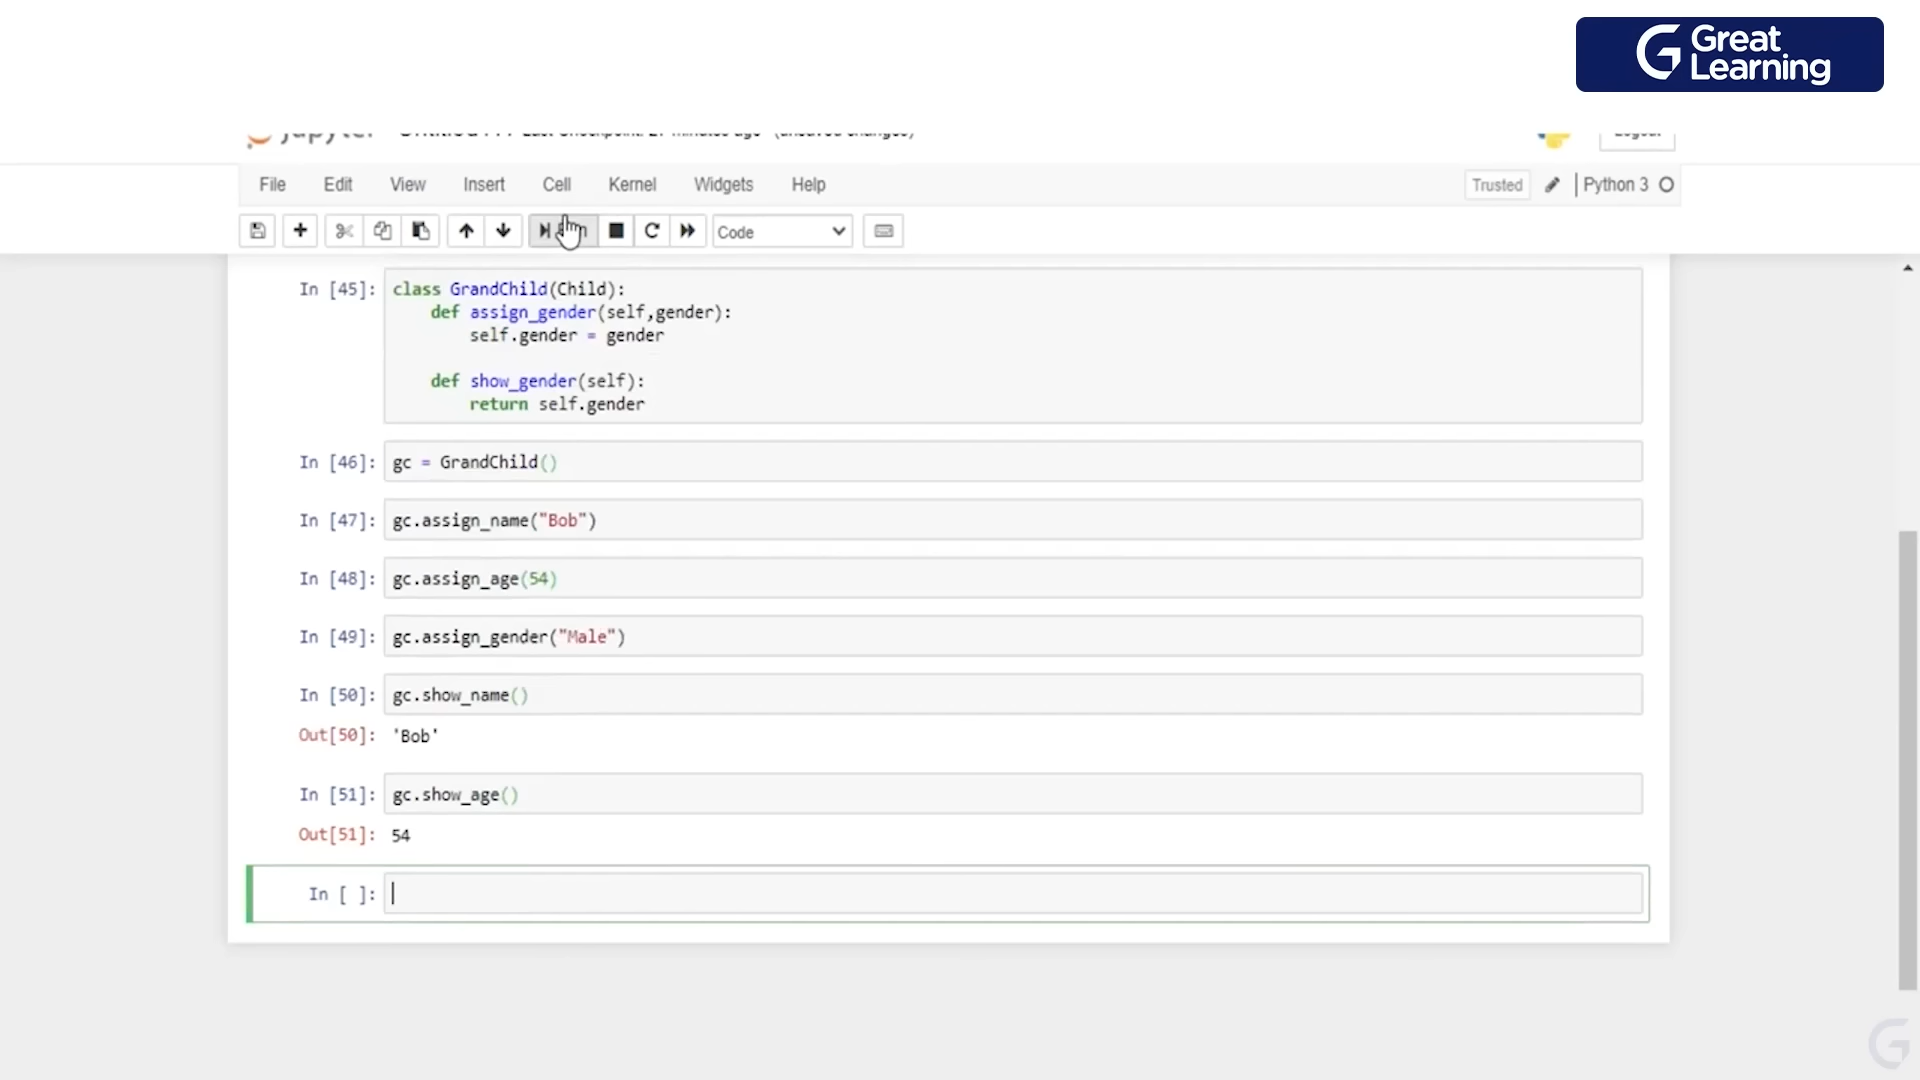 Great
Learning
File Edit View Insert Cell Kernel Widgets Help
Trusted
Python 3
Code
In [45]: class GrandChild(Child):
def assign_gender(self,gender):
self.gender = gender
def show_gender(self):
return self.gender
In [46]: gc = GrandChild()
In [47]: gc.assign_name("Bob")
In [48]: gc.assign_age(54)
In [49]: gc.assign_gender("Male")
In [50]: gc.show_name()
Out[50]: 'Bob'
In [51]: gc.show_age()
Out[51]: 54
In [ ]: